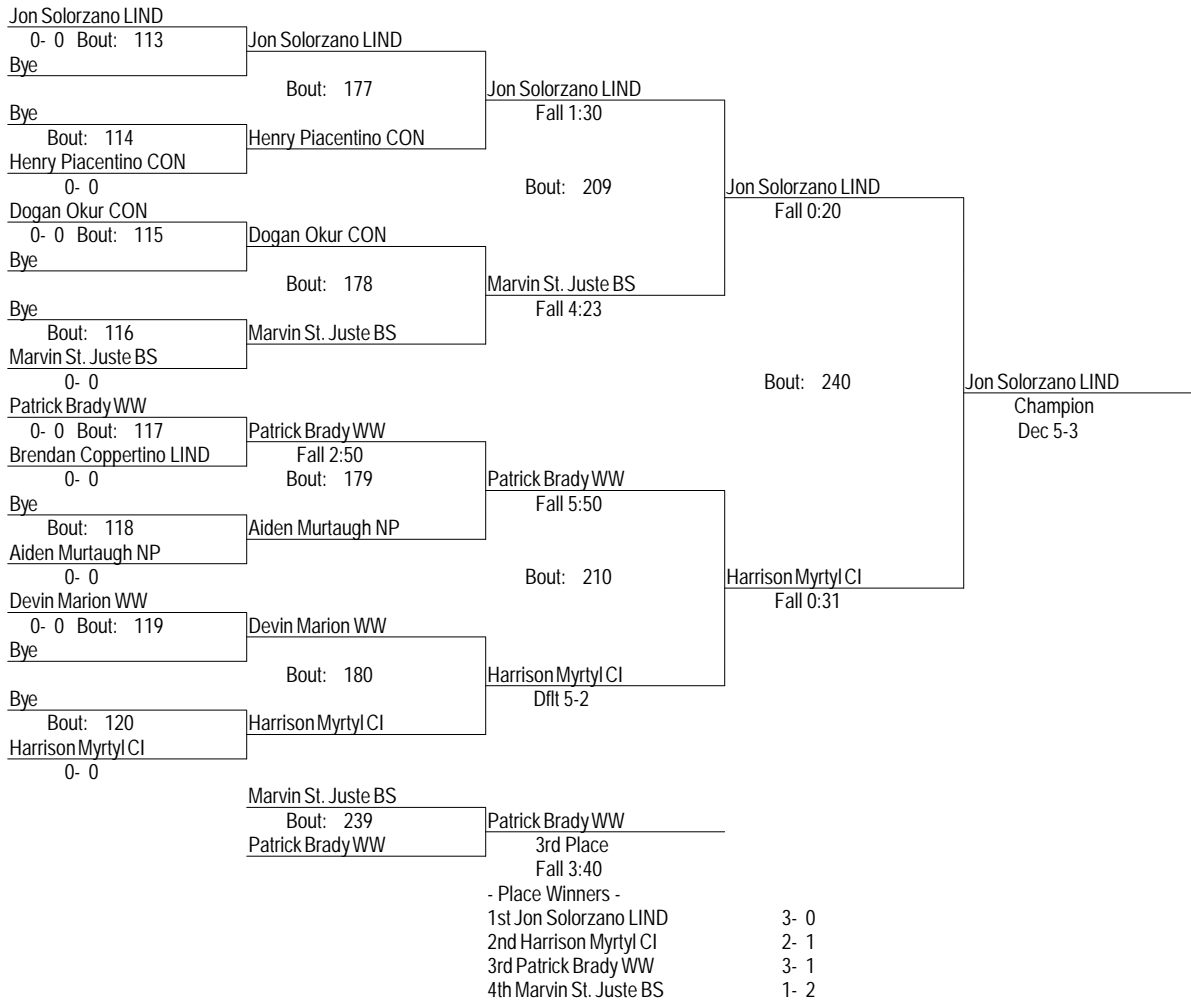 Jon Solorzano LIND
0- 0 Bout: 113
Bye
Jon Solorzano LIND
Bout: 177
Bye
Bout: 114
Henry Piacentino CON
0- 0
Henry Piacentino CON
Jon Solorzano LIND
Fall 1:30
Bout: 209
Dogan Okur CON
0- 0 Bout: 115
Bye
Dogan Okur CON
Bout: 178
Bye
Bout: 116
Marvin St. Juste BS
0- 0
Marvin St. Juste BS
Marvin St. Juste BS
Fall 4:23
Jon Solorzano LIND
Fall 0:20
Bout: 240
Patrick Brady WW
0- 0 Bout: 117
Brendan Coppertino LIND
0- 0
Patrick Brady WW
Fall 2:50
Bout: 179
Bye
Bout: 118
Aiden Murtaugh NP
0- 0
Aiden Murtaugh NP
Patrick Brady WW
Fall 5:50
Bout: 210
Devin Marion WW
0- 0 Bout: 119
Bye
Devin Marion WW
Bout: 180
Bye
Bout: 120
Harrison Myrtyl CI
0- 0
Harrison Myrtyl CI
Harrison Myrtyl CI
Dflt 5-2
Harrison Myrtyl CI
Fall 0:31
Jon Solorzano LIND
Champion
Dec 5-3
Marvin St. Juste BS
Bout: 239
Patrick Brady WW
Patrick Brady WW
3rd Place
Fall 3:40
- Place Winners -
1st Jon Solorzano LIND 3- 0
2nd Harrison Myrtyl CI 2- 1
3rd Patrick Brady WW 3- 1
4th Marvin St. Juste BS 1- 2